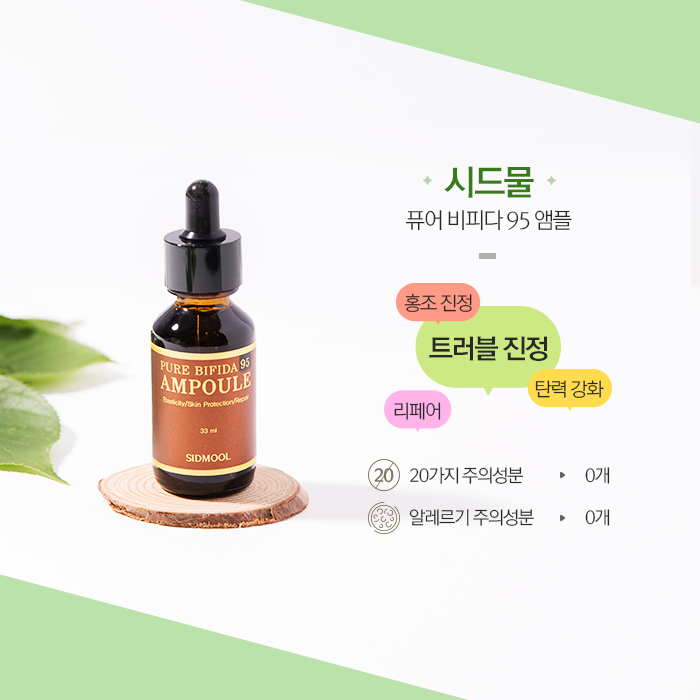 시드물
퓨어 비피다 95 앰플
홍조 진정
트러블 진정
탄력 강화
리페어
20 20가지 주의성분 ▸ 0개
알레르기 주의성분 ▸ 0개
PURE BIFIDA 95
AMPOULE
Elasticity/Skin Protection/Repair
33 ml
SIDMOOL